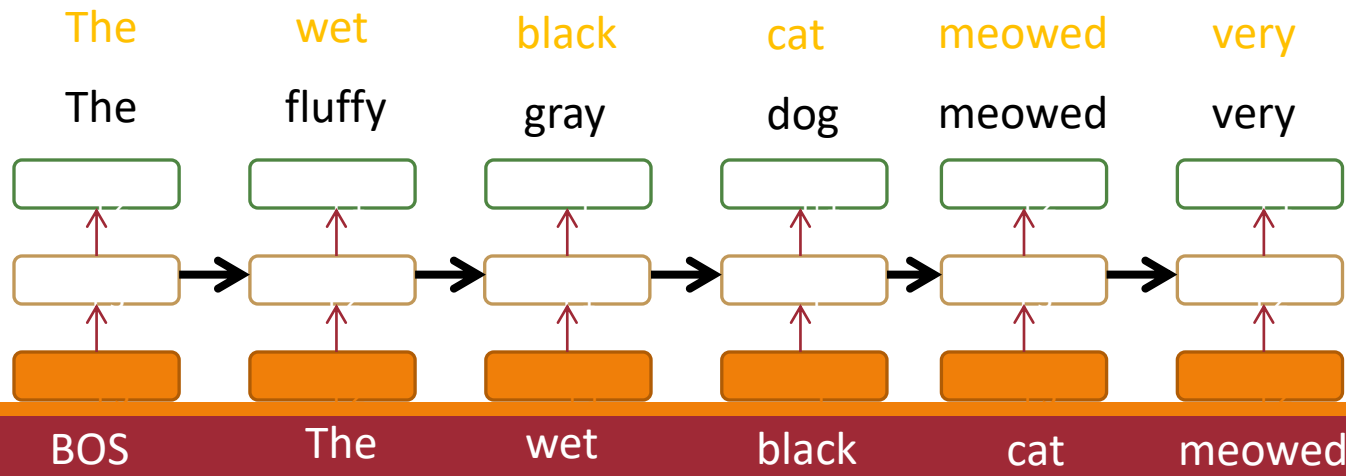 The wet black cat meowed very
The fluffy gray dog meowed very
BOS The wet black cat meowed